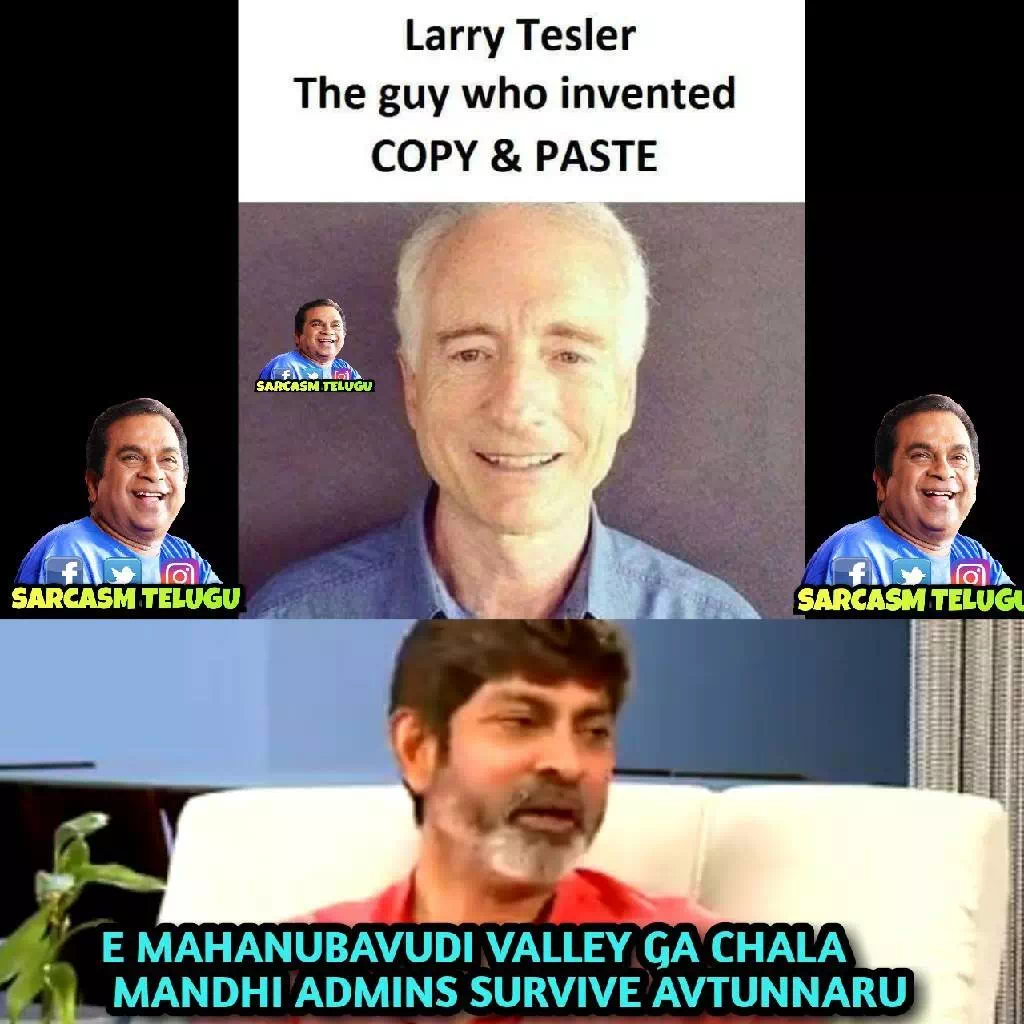 Larry Tesler
The guy who invented
COPY & PASTE
SARCASM TELUGU
SARCASM TELUGU
SARCASM TELUGU
E MAHANUBAVUDI VALLEY GA CHALA
MANDHI ADMINS SURVIVE AVTUNNARU